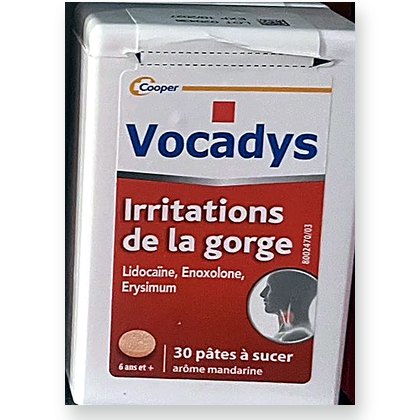 Cooper
Vocadys
Irritations
de la gorge
Lidocaïne, Enoxolone,
Erysimum
8002470/03
30 pâtes à sucer
6 ans et +
arôme mandarine